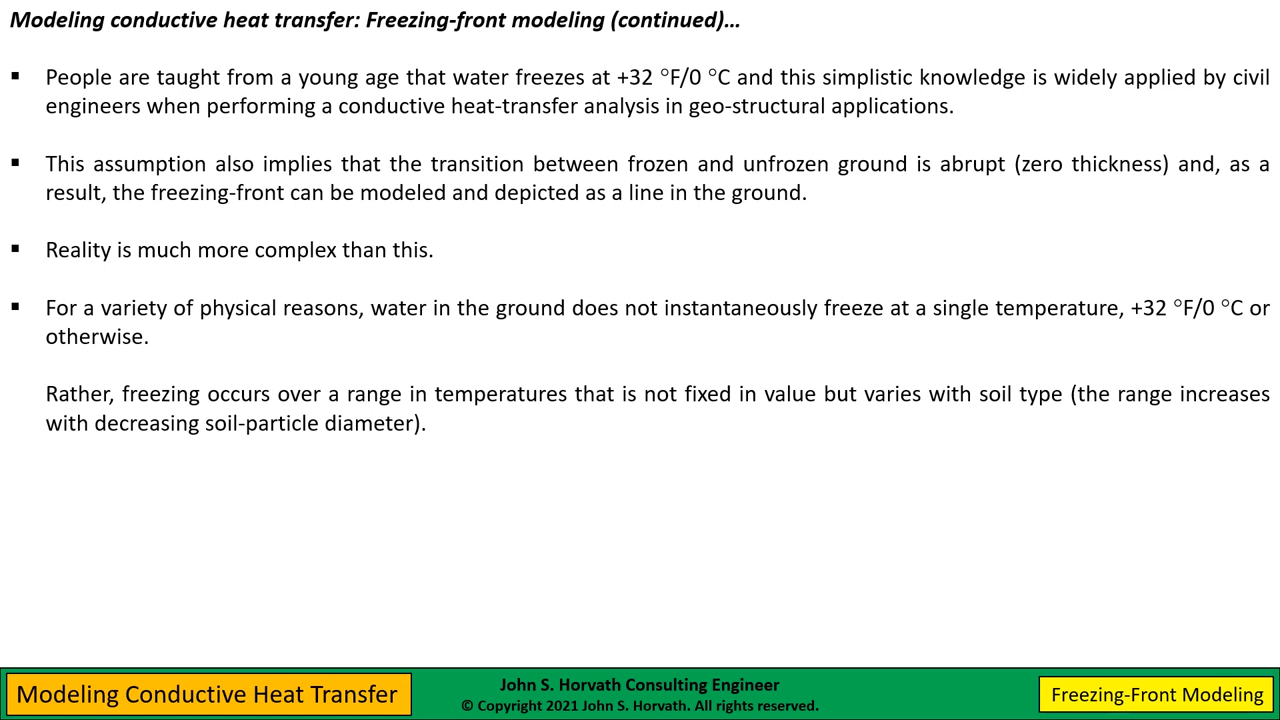 Modeling conductive heat transfer: Freezing-front modeling (continued)…
▪ People are taught from a young age that water freezes at +32 °F/0 °C and this simplistic knowledge is widely applied by civil
engineers when performing a conductive heat-transfer analysis in geo-structural applications.
▪ This assumption also implies that the transition between frozen and unfrozen ground is abrupt (zero thickness) and, as a
result, the freezing-front can be modeled and depicted as a line in the ground.
▪ Reality is much more complex than this.
▪ For a variety of physical reasons, water in the ground does not instantaneously freeze at a single temperature, +32 °F/0 °C or
otherwise.
Rather, freezing occurs over a range in temperatures that is not fixed in value but varies with soil type (the range increases
with decreasing soil-particle diameter).
Modeling Conductive Heat Transfer
John S. Horvath Consulting Engineer
© Copyright 2021 John S. Horvath. All rights reserved.
Freezing-Front Modeling